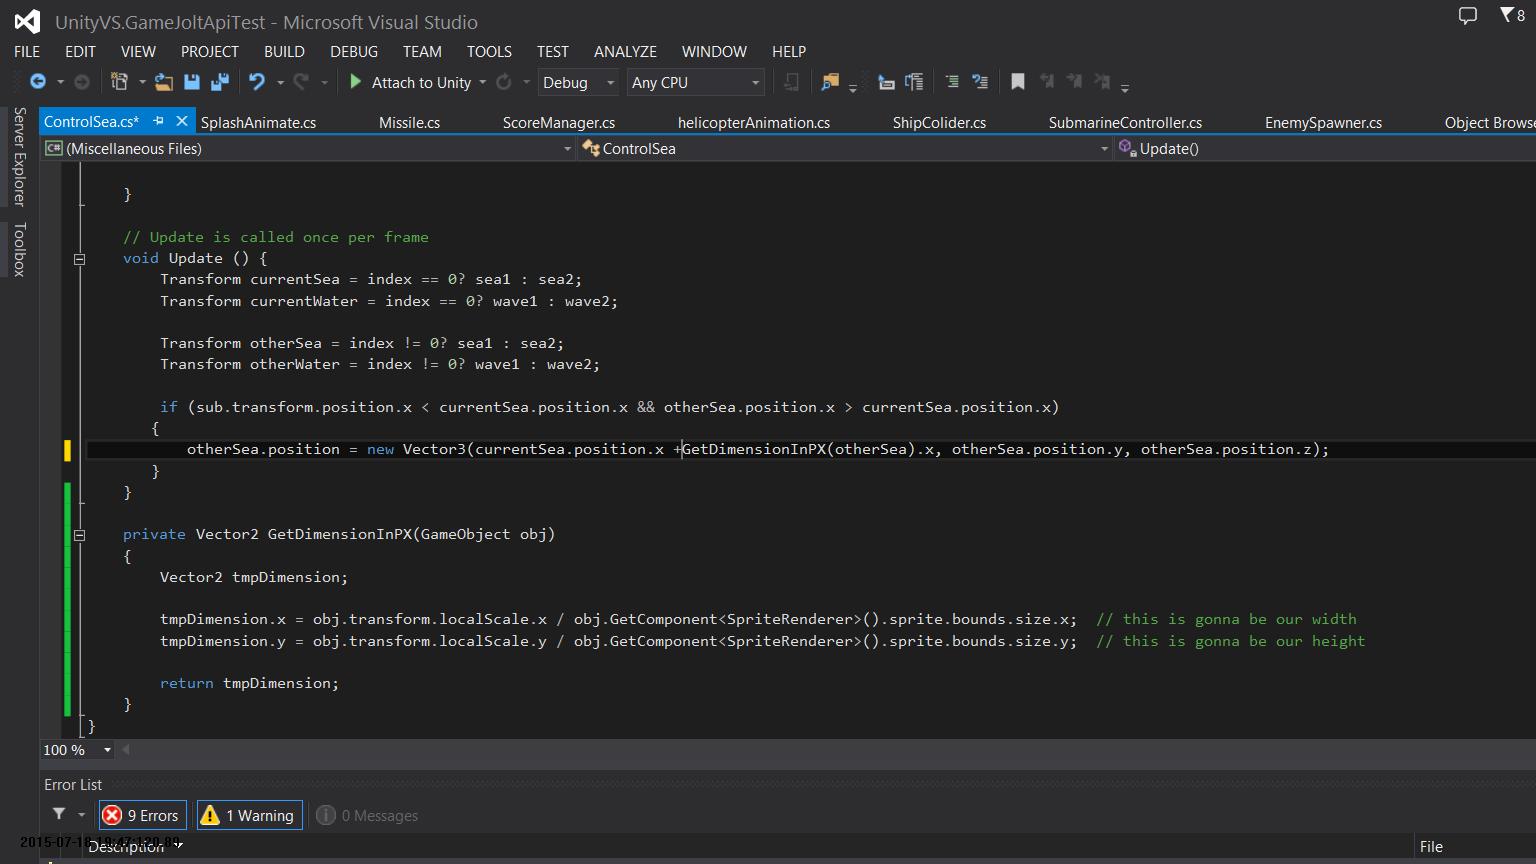 UnityVS.GameJoltApiTest - Microsoft Visual Studio
8
FILE EDIT VIEW PROJECT BUILD DEBUG TEAM TOOLS TEST ANALYZE WINDOW HELP
Attach to Unity Debug Any CPU
Server Explorer
Toolbox
ControlSea.cs* SplashAnimate.cs Missile.cs ScoreManager.cs helicopterAnimation.cs ShipColider.cs SubmarineController.cs EnemySpawner.cs Object Browse
C# (Miscellaneous Files) ControlSea Update()
}
// Update is called once per frame
void Update () {
Transform currentSea = index == 0? sea1 : sea2;
Transform currentWater = index == 0? wave1 : wave2;
Transform otherSea = index != 0? sea1 : sea2;
Transform otherWater = index != 0? wave1 : wave2;
if (sub.transform.position.x < currentSea.position.x && otherSea.position.x > currentSea.position.x)
{
otherSea.position = new Vector3(currentSea.position.x +GetDimensionInPX(otherSea).x, otherSea.position.y, otherSea.position.z);
}
}
private Vector2 GetDimensionInPX(GameObject obj)
{
Vector2 tmpDimension;
tmpDimension.x = obj.transform.localScale.x / obj.GetComponent<SpriteRenderer>().sprite.bounds.size.x; // this is gonna be our width
tmpDimension.y = obj.transform.localScale.y / obj.GetComponent<SpriteRenderer>().sprite.bounds.size.y; // this is gonna be our height
return tmpDimension;
}
}
100 %
Error List
9 Errors 1 Warning 0 Messages
Description File